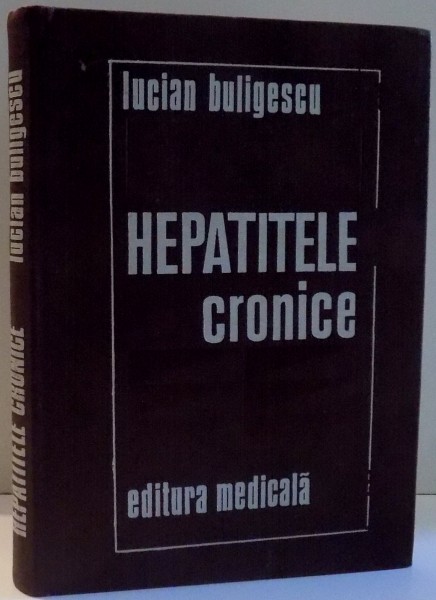 lucian buligescu
HEPATITELE
cronice
editura medicală
HEPATITELE CRONICE lucian buligescu